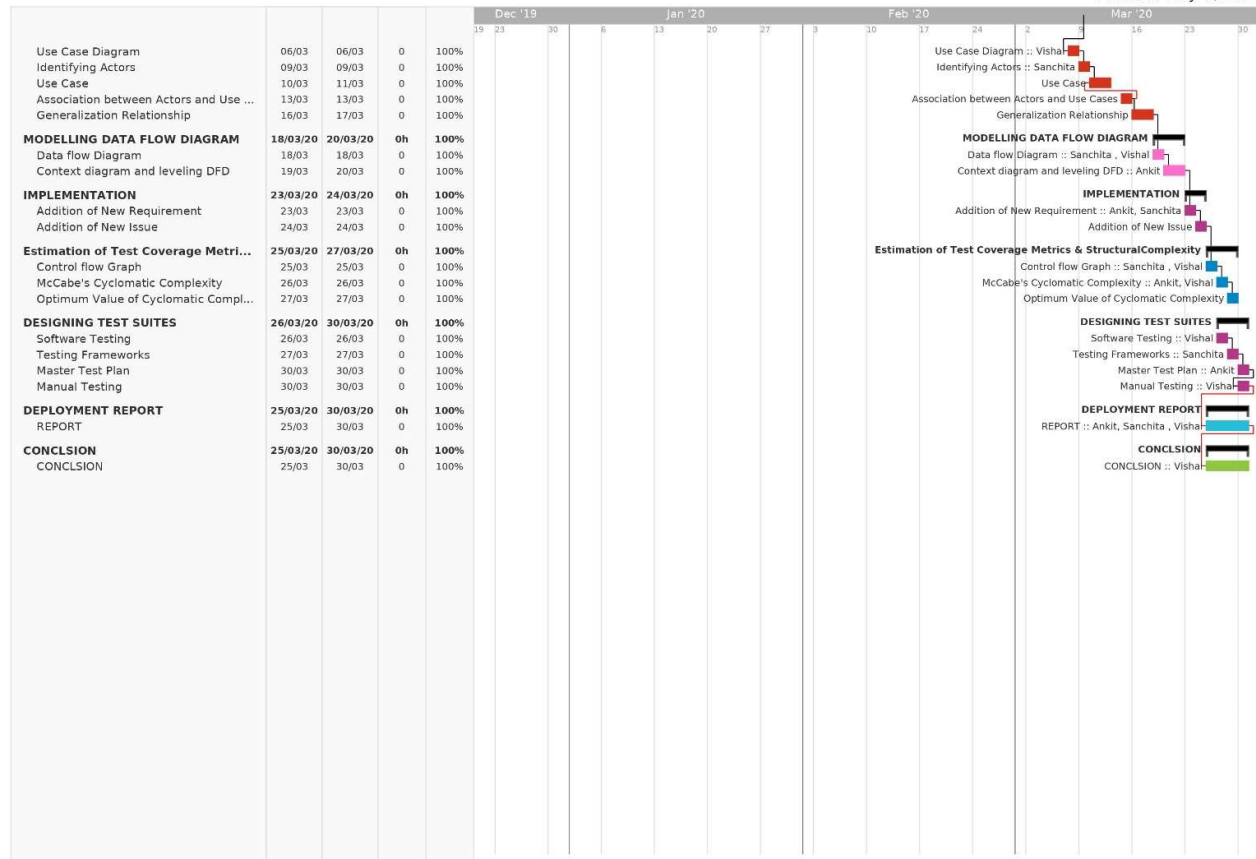 Dec '19 Jan '20 Feb '20 Mar '20
19 23 30 6 13 20 27 3 10 17 24 2 9 16 23 30
Use Case Diagram 06/03 06/03 0 100% Use Case Diagram :: Vishal
Identifying Actors 09/03 09/03 0 100% Identifying Actors :: Sanchita
Use Case 10/03 11/03 0 100% Use Case
Association between Actors and Use ... 13/03 13/03 0 100% Association between Actors and Use Cases
Generalization Relationship 16/03 17/03 0 100% Generalization Relationship
MODELLING DATA FLOW DIAGRAM 18/03/20 20/03/20 0h 100% MODELLING DATA FLOW DIAGRAM
Data flow Diagram 18/03 18/03 0 100% Data flow Diagram :: Sanchita , Vishal
Context diagram and leveling DFD 19/03 20/03 0 100% Context diagram and leveling DFD :: Ankit
IMPLEMENTATION 23/03/20 24/03/20 0h 100% IMPLEMENTATION
Addition of New Requirement 23/03 23/03 0 100% Addition of New Requirement :: Ankit, Sanchita
Addition of New Issue 24/03 24/03 0 100% Addition of New Issue
Estimation of Test Coverage Metri... 25/03/20 27/03/20 0h 100% Estimation of Test Coverage Metrics & StructuralComplexity
Control flow Graph 25/03 25/03 0 100% Control flow Graph :: Sanchita , Vishal
McCabe's Cyclomatic Complexity 26/03 26/03 0 100% McCabe's Cyclomatic Complexity :: Ankit, Vishal
Optimum Value of Cyclomatic Compl... 27/03 27/03 0 100% Optimum Value of Cyclomatic Complexity
DESIGNING TEST SUITES 26/03/20 30/03/20 0h 100% DESIGNING TEST SUITES
Software Testing 26/03 26/03 0 100% Software Testing :: Vishal
Testing Frameworks 27/03 27/03 0 100% Testing Frameworks :: Sanchita
Master Test Plan 30/03 30/03 0 100% Master Test Plan :: Ankit
Manual Testing 30/03 30/03 0 100% Manual Testing :: Vishal
DEPLOYMENT REPORT 25/03/20 30/03/20 0h 100% DEPLOYMENT REPORT
REPORT 25/03 30/03 0 100% REPORT :: Ankit, Sanchita , Vishal
CONCLSION 25/03/20 30/03/20 0h 100% CONCLSION
CONCLSION 25/03 30/03 0 100% CONCLSION :: Vishal